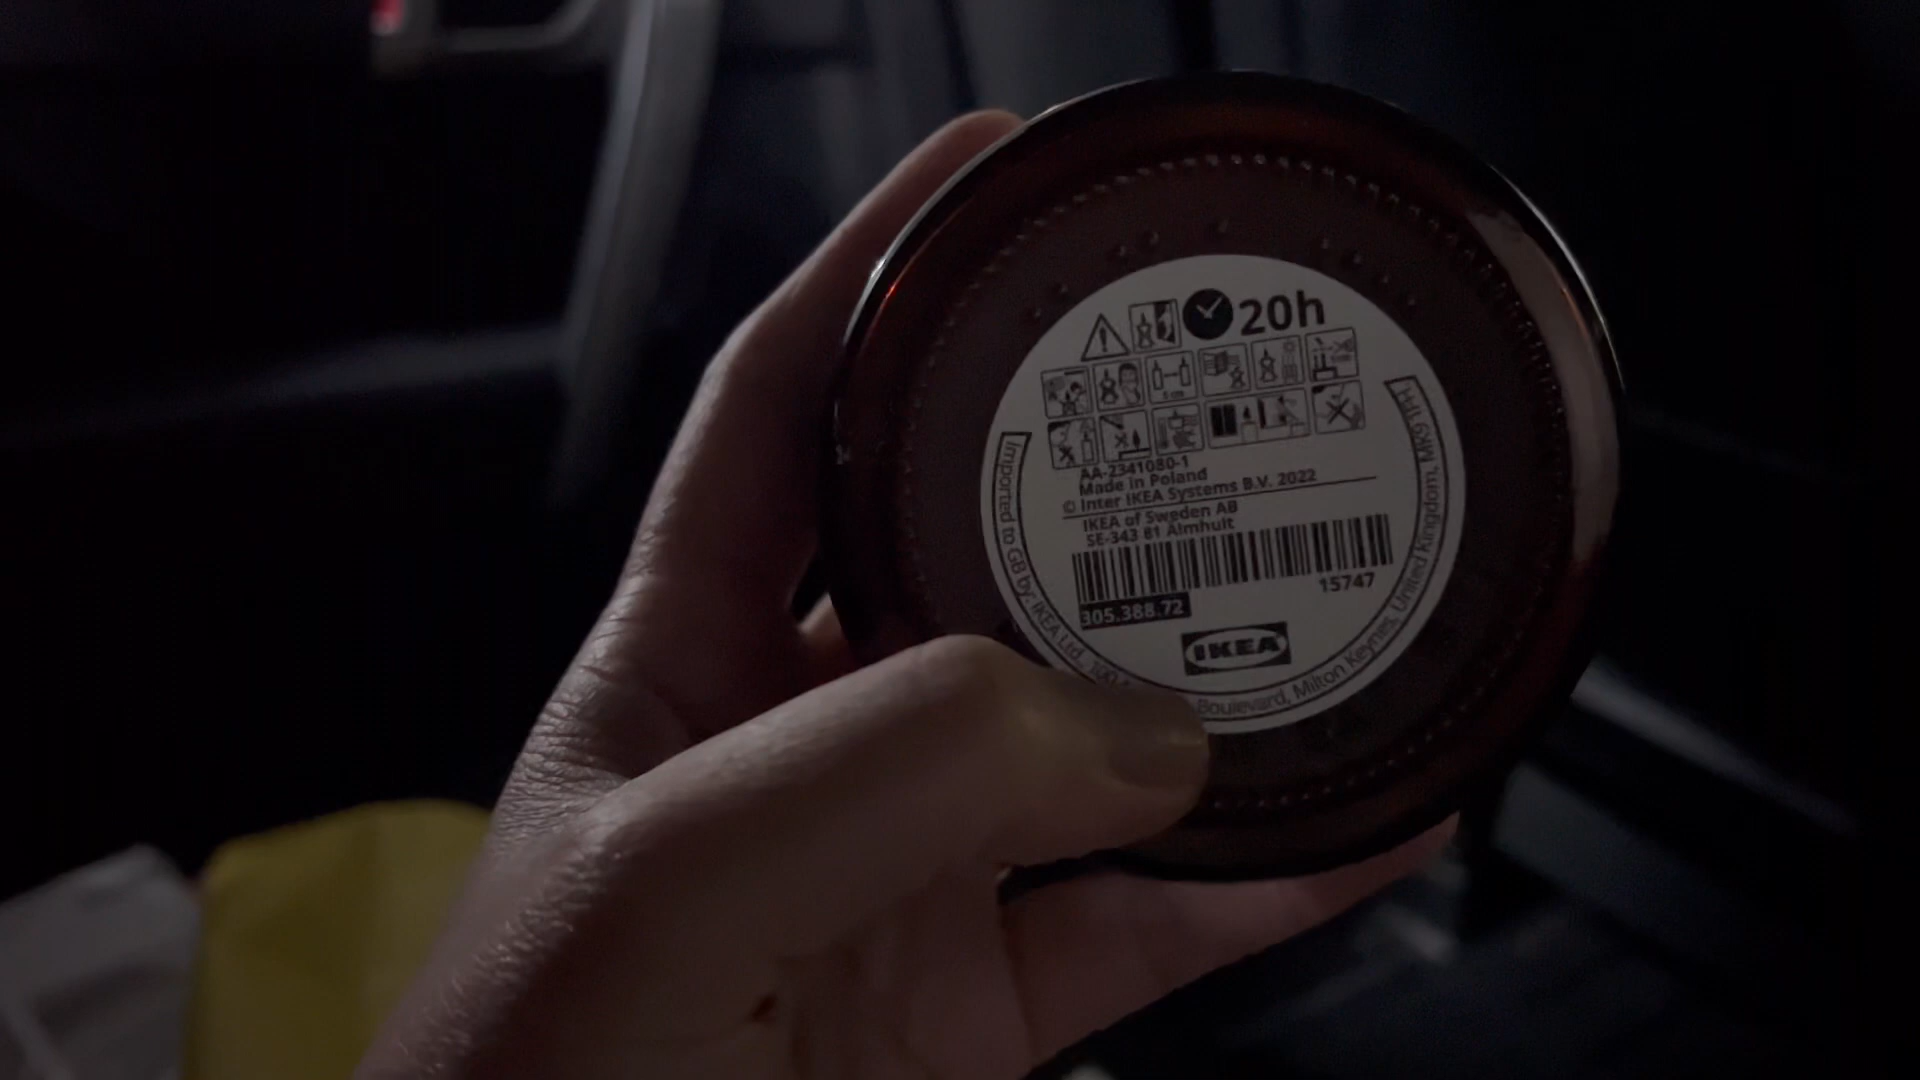 20h
5 cm
AA-2341080-1
Made in Poland
© Inter IKEA Systems B.V. 2022
IKEA of Sweden AB
SE-343 81 Älmhult
15747
305.388.72
IKEA
Imported to GB by: IKEA Ltd., 100 Boulevard, Milton Keynes, United Kingdom, MK9 1FH